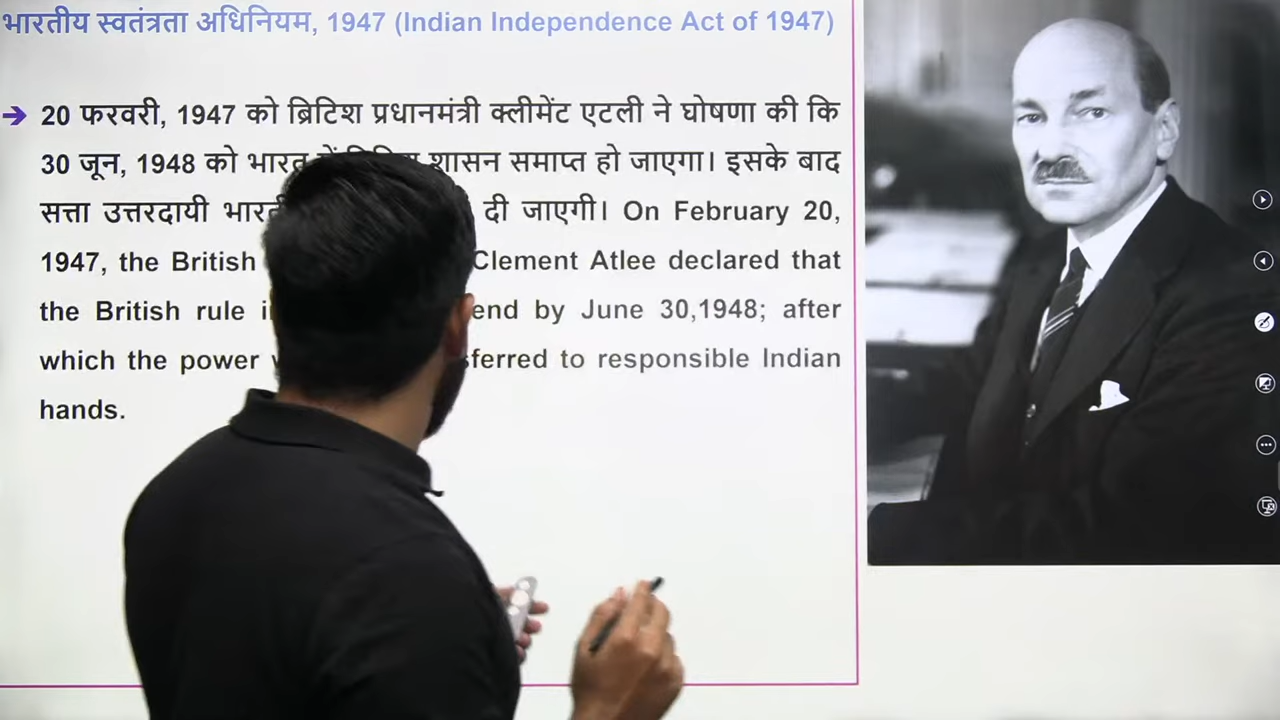 भारतीय स्वतंत्रता अधिनियम, 1947 (Indian Independence Act of 1947)
20 फरवरी, 1947 को ब्रिटिश प्रधानमंत्री क्लीमेंट एटली ने घोषणा की कि
30 जून, 1948 को भारत शासन समाप्त हो जाएगा। इसके बाद
सत्ता उत्तरदायी दी जाएगी। On February 20,
1947, the British Clement Atlee declared that
the British rule end by June 30,1948; after
which the power to responsible Indian
hands.